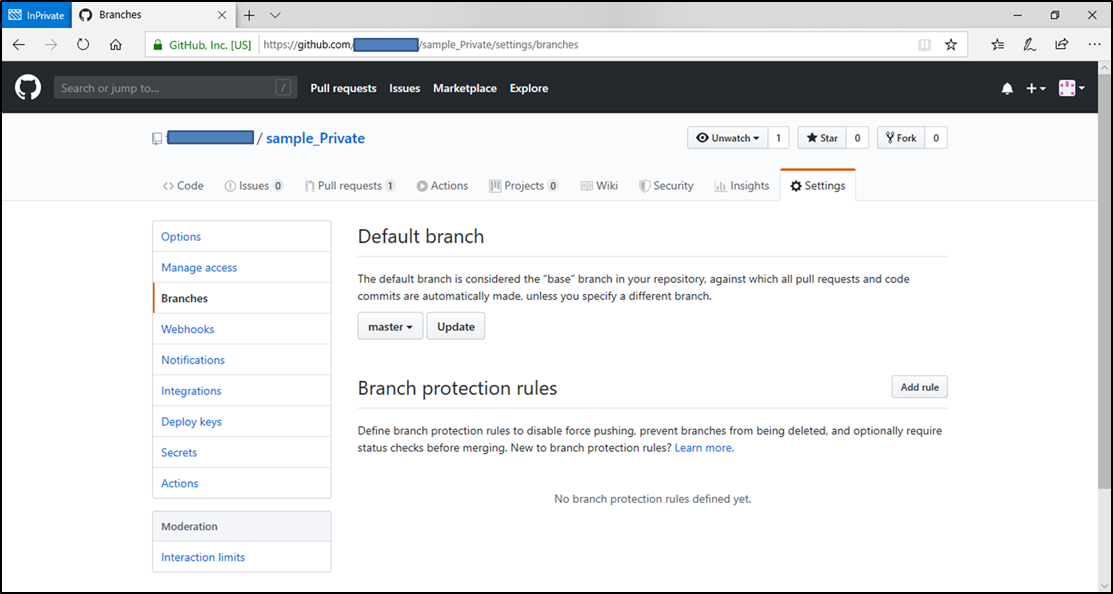 InPrivate
Branches
GitHub, Inc. [US]
https://github.com/
/sample_Private/settings/branches
Search or jump to...
/
Pull requests
Issues
Marketplace
Explore
/ sample_Private
Unwatch 1
Star 0
Fork 0
Code
Issues 0
Pull requests 1
Actions
Projects 0
Wiki
Security
Insights
Settings
Options
Manage access
Branches
Webhooks
Notifications
Integrations
Deploy keys
Secrets
Actions
Moderation
Interaction limits
Default branch
The default branch is considered the “base” branch in your repository, against which all pull requests and code
commits are automatically made, unless you specify a different branch.
master
Update
Branch protection rules
Add rule
Define branch protection rules to disable force pushing, prevent branches from being deleted, and optionally require
status checks before merging. New to branch protection rules? Learn more.
No branch protection rules defined yet.